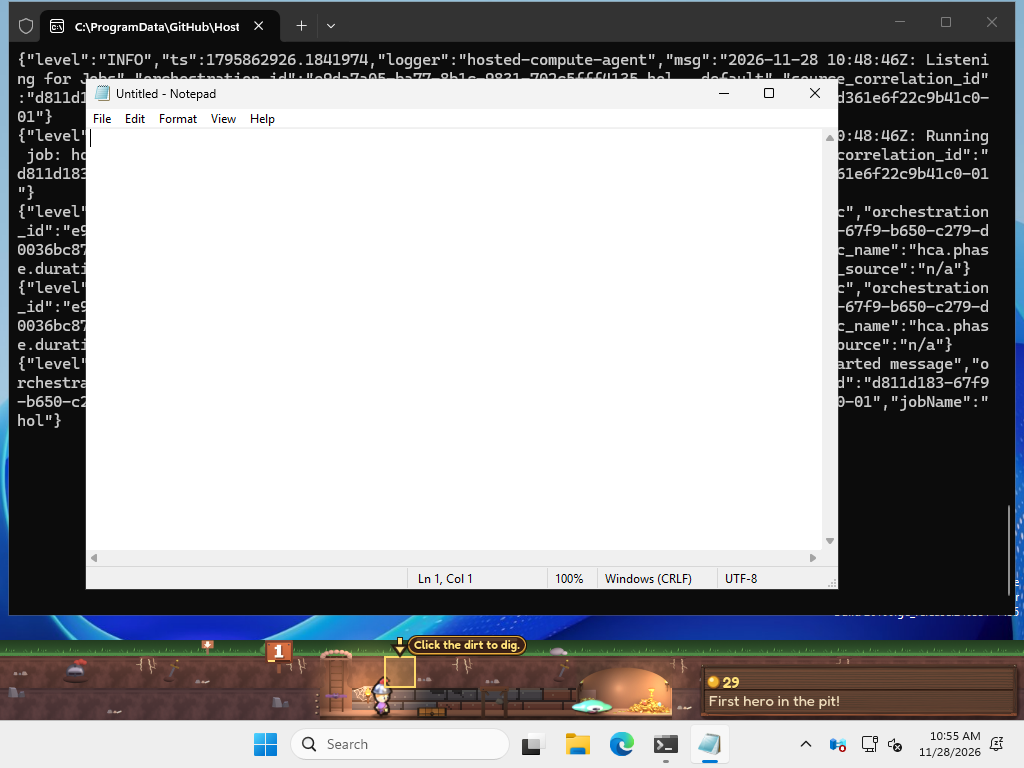 C:\ProgramData\GitHub\Host
{"level":"INFO","ts":1795862926.1841974,"logger":"hosted-compute-agent","msg":"2026-11-28 10:48:46Z: Listeni
ng for Jobs","orchestration_id":"e9da7a05-ba77-8b1c-9831-702c5fff4135.hol.__default","source_correlation_id"
:"d811d1
d361e6f22c9b41c0-
01"}
{"level"
0:48:46Z: Running
job: ho
correlation_id":"
d811d183
61e6f22c9b41c0-01
"}
{"level"
c","orchestration
_id":"e9
-67f9-b650-c279-d
0036bc87
c_name":"hca.phas
e.durati
_source":"n/a"}
{"level"
c","orchestration
_id":"e9
-67f9-b650-c279-d
0036bc87
c_name":"hca.phas
e.durati
ource":"n/a"}
{"level"
arted message","o
rchestra
d":"d811d183-67f9
-b650-c2
0-01","jobName":"
hol"}
Untitled - Notepad
File Edit Format View Help
Ln 1, Col 1 100% Windows (CRLF) UTF-8
1
Click the dirt to dig.
29
First hero in the pit!
Search
10:55 AM
11/28/2026